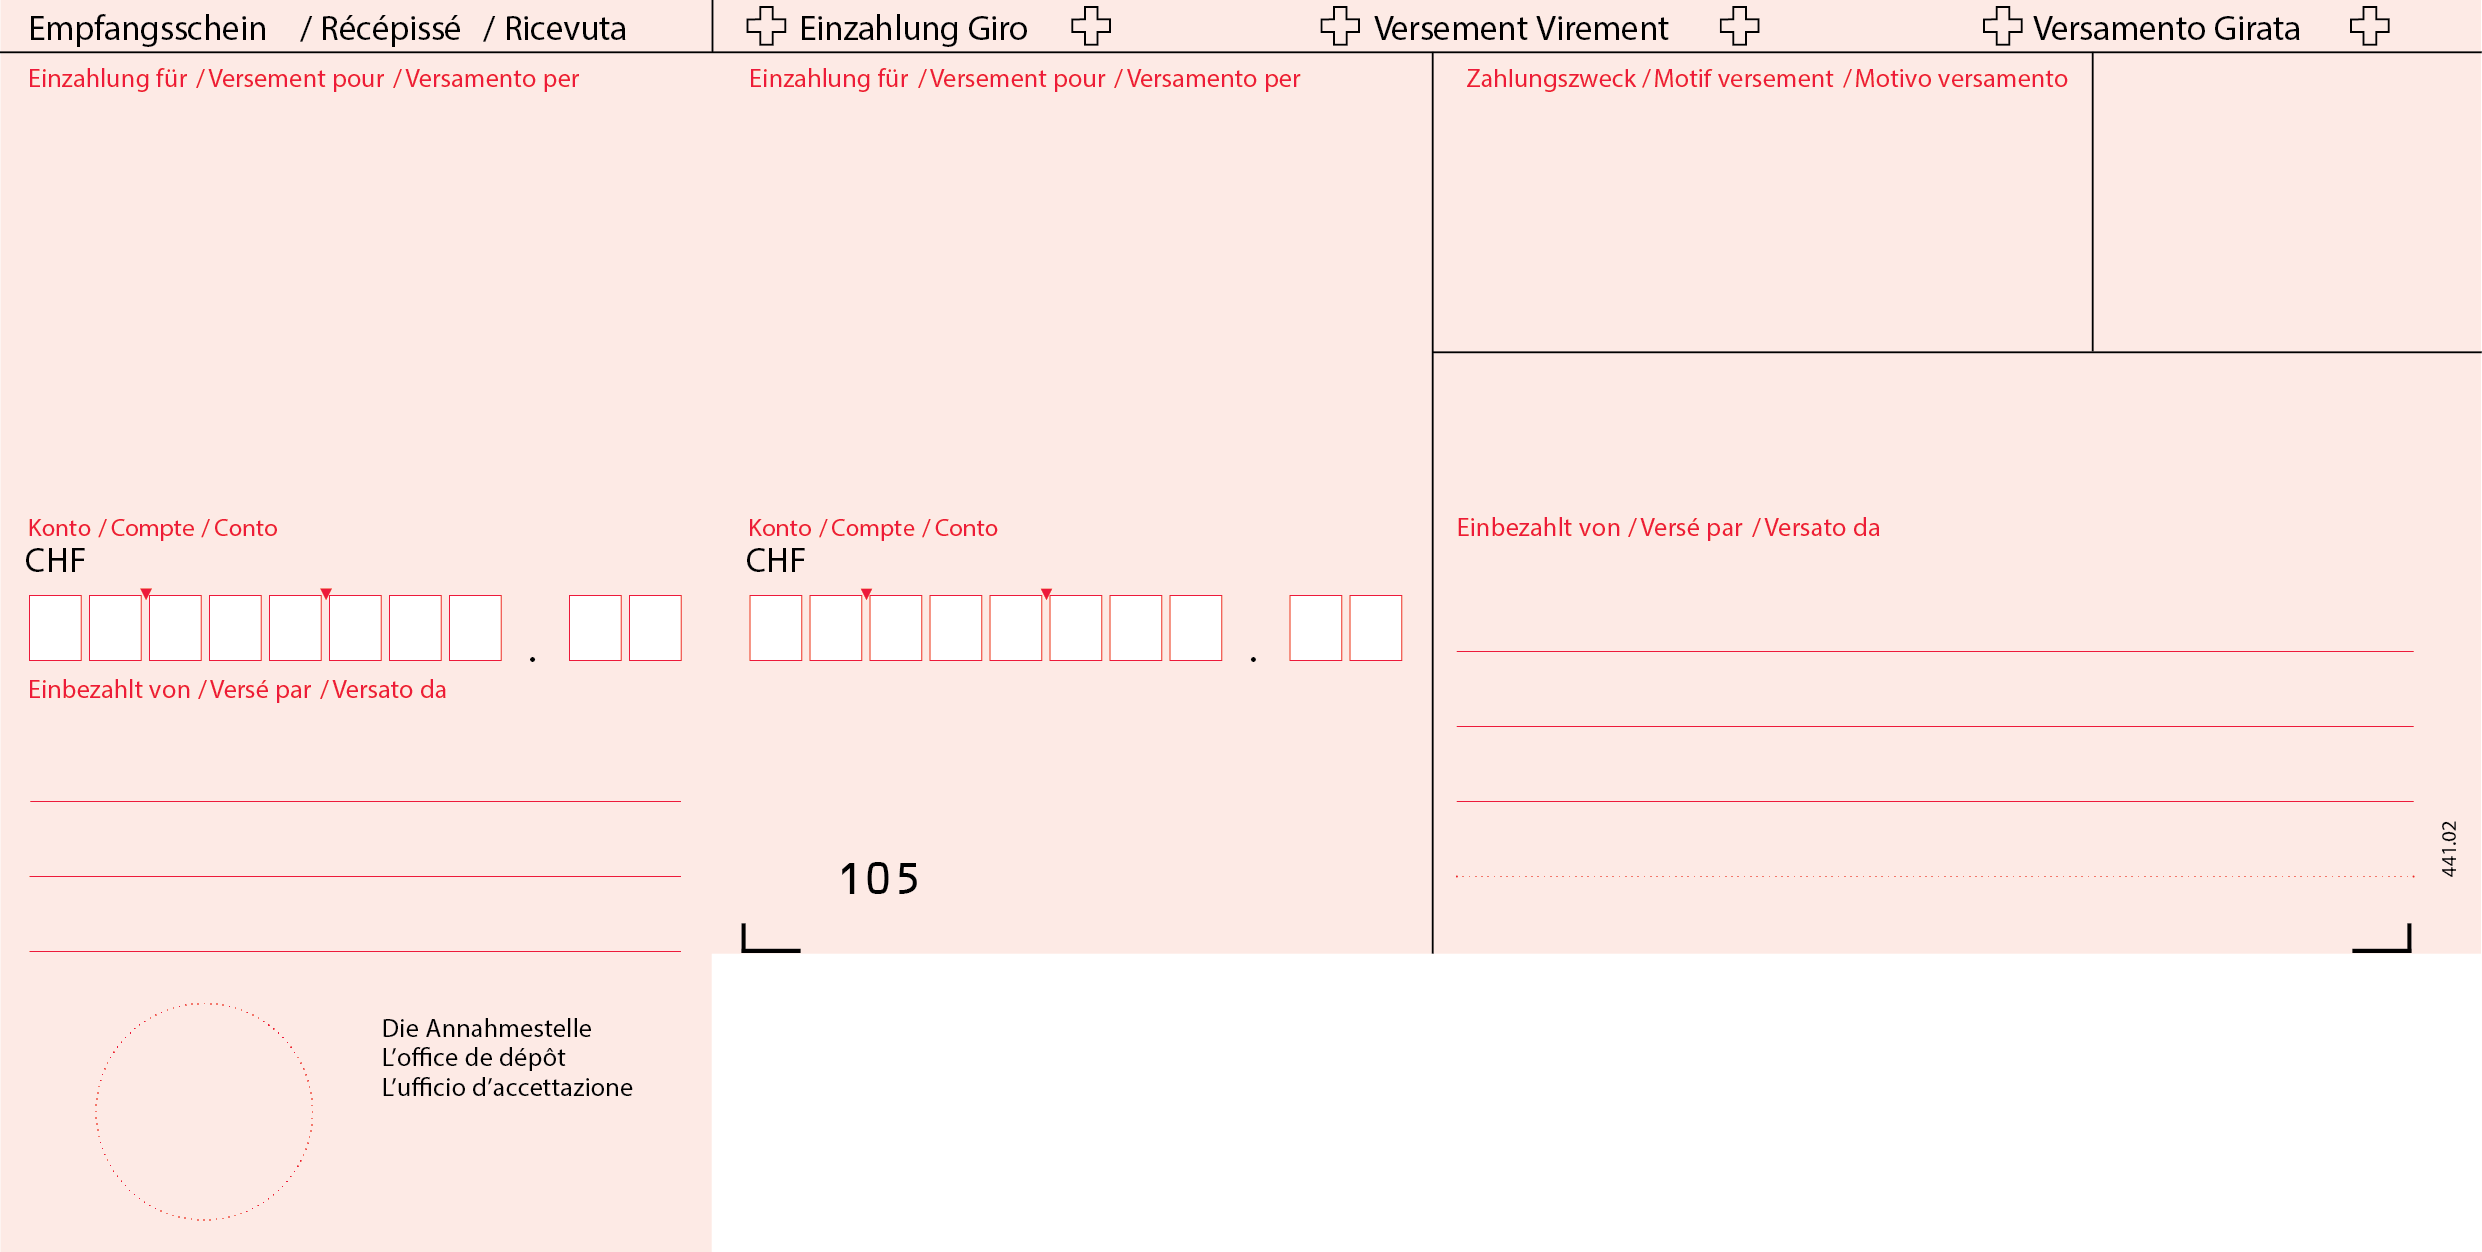 Empfangsschein / Récépissé / Ricevuta
Einzahlung Giro
Versement Virement
Versamento Girata
Einzahlung für / Versement pour / Versamento per
Einzahlung für / Versement pour / Versamento per
Zahlungszweck / Motif versement / Motivo versamento
Konto / Compte / Conto
CHF
.
Einbezahlt von / Versé par / Versato da
Konto / Compte / Conto
CHF
.
105
Einbezahlt von / Versé par / Versato da
441.02
Die Annahmestelle
L’office de dépôt
L’ufficio d’accettazione